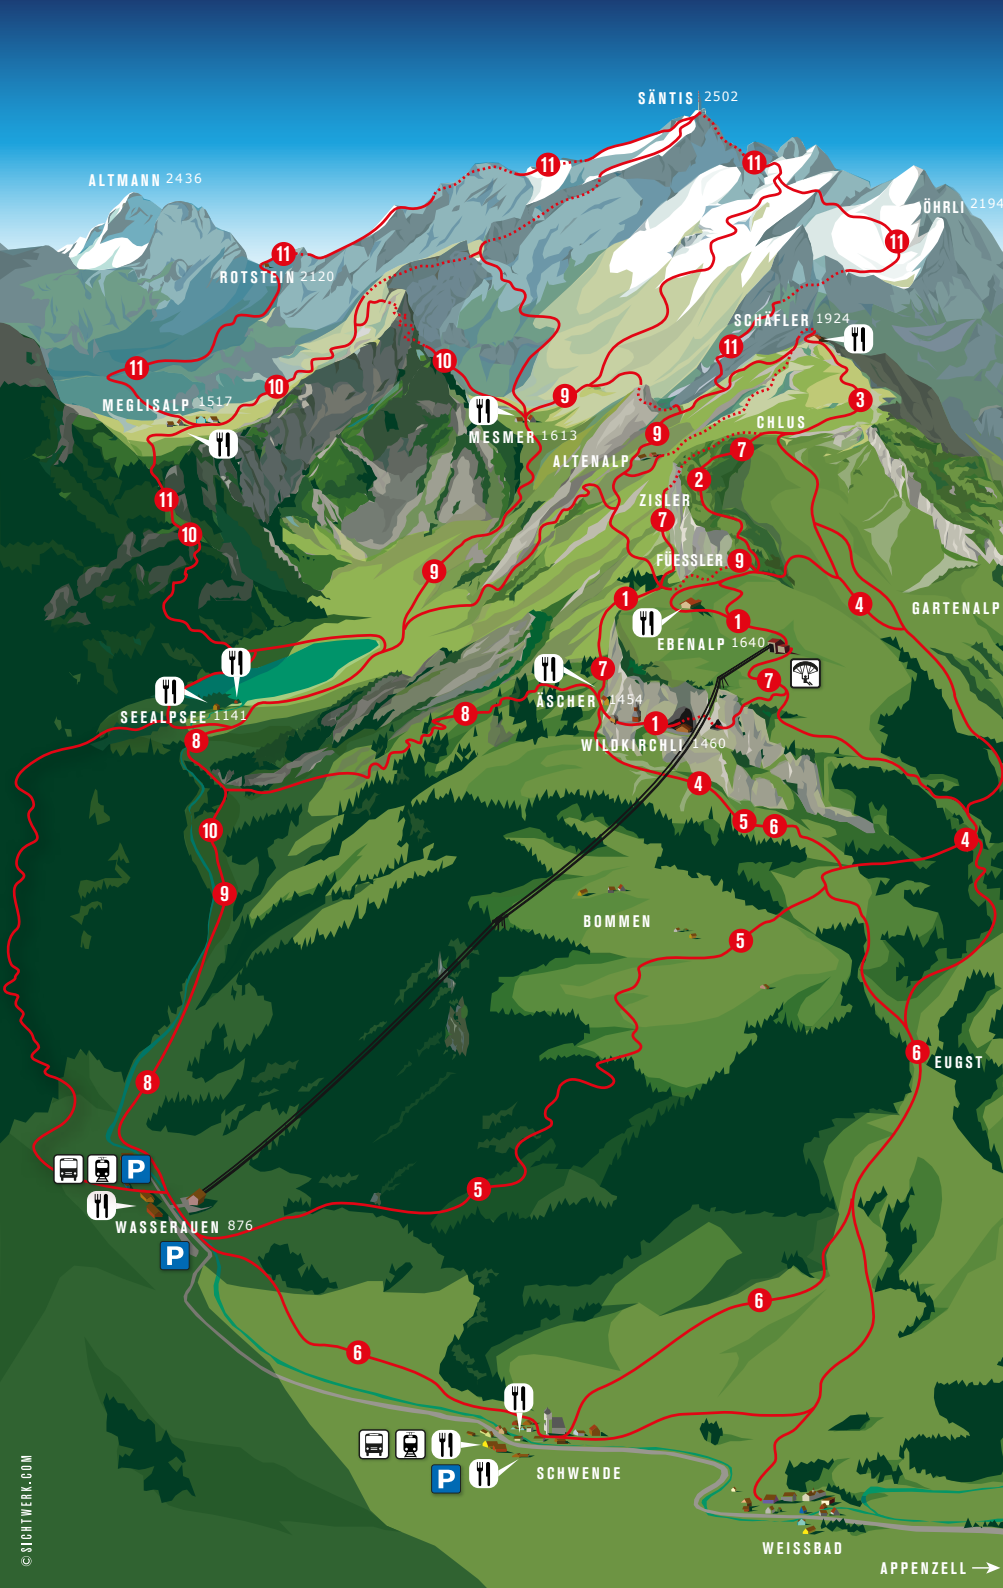 SÄNTIS 2502
11
11
ALTMANN 2436
ÖHRLI 2194
11
11
ROTSTEIN 2120
SCHÄFLER 1924
11
10
11
10
9
3
MEGLISALP 1517
MESMER 1613
CHLUS
9
7
ALTENALP
2
11
ZISLER
7
10
FÜESSLER
9
9
1
4
GARTENALP
1
EBENALP 1640
7
7
ÄSCHER 1454
SEEALPSEE 1141
8
1
8
WILDKIRCHLI 1460
4
5
6
10
4
9
BOMMEN
5
6
EUGST
8
P
5
WASSERAUEN 876
P
6
6
SCHWENDE
P
WEISSBAD
APPENZELL
© SICHTWERK.COM